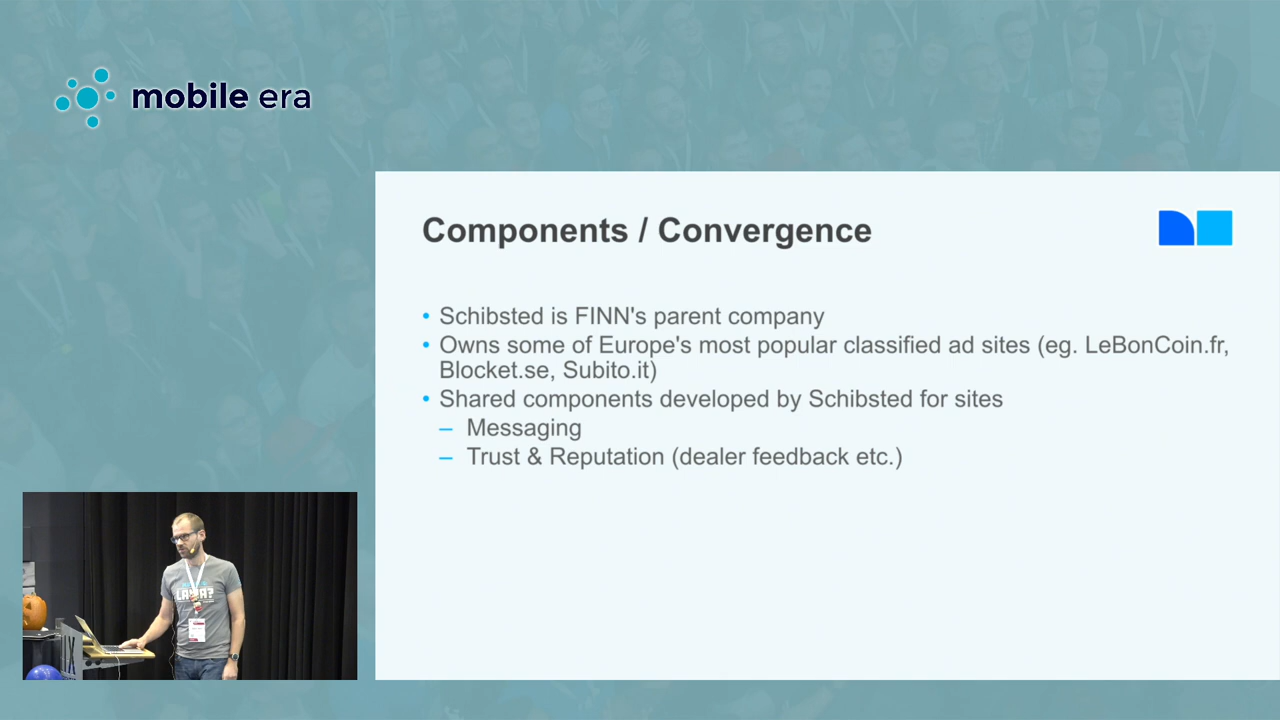 mobile era
Components / Convergence
• Schibsted is FINN's parent company
• Owns some of Europe's most popular classified ad sites (eg. LeBonCoin.fr,
Blocket.se, Subito.it)
• Shared components developed by Schibsted for sites
– Messaging
– Trust & Reputation (dealer feedback etc.)